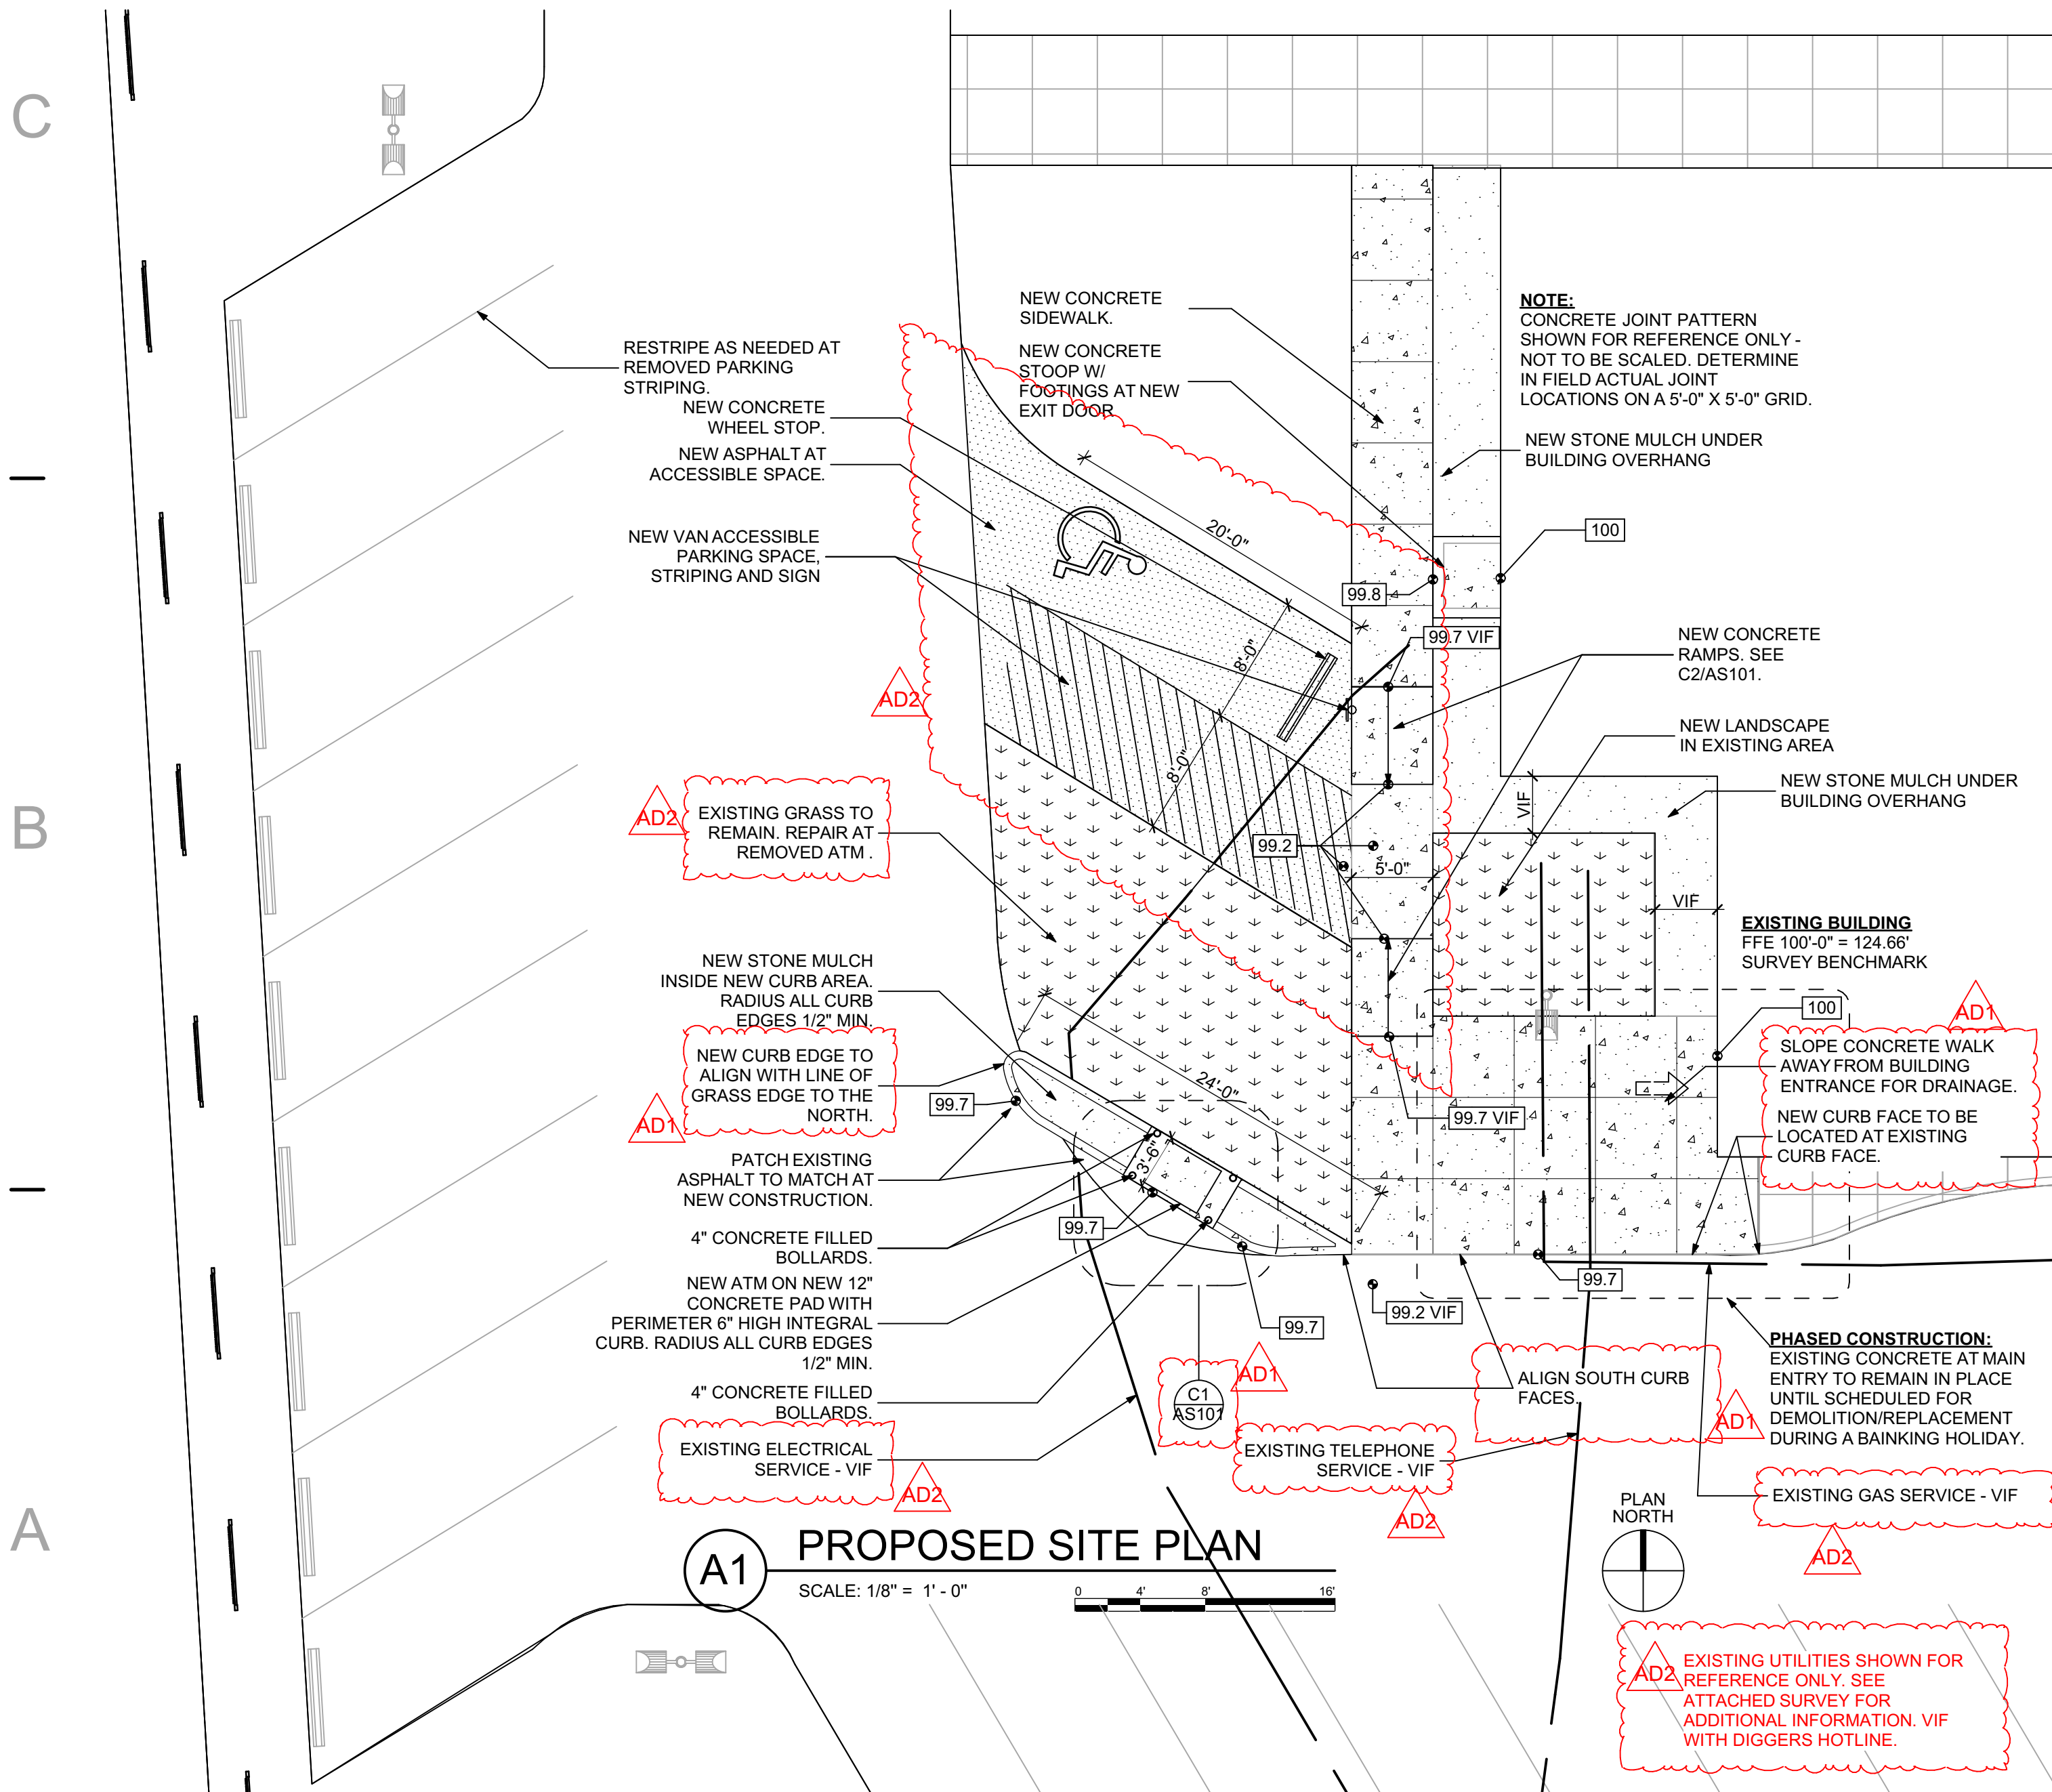 C
B
A
RESTRIPE AS NEEDED AT
REMOVED PARKING
STRIPING.
NEW CONCRETE
WHEEL STOP.
NEW ASPHALT AT
ACCESSIBLE SPACE.
NEW VAN ACCESSIBLE
PARKING SPACE,
STRIPING AND SIGN
NEW CONCRETE
SIDEWALK.
NEW CONCRETE
STOOP W/
FOOTINGS AT NEW
EXIT DOOR
NOTE:
CONCRETE JOINT PATTERN
SHOWN FOR REFERENCE ONLY -
NOT TO BE SCALED. DETERMINE
IN FIELD ACTUAL JOINT
LOCATIONS ON A 5'-0" X 5'-0" GRID.
NEW STONE MULCH UNDER
BUILDING OVERHANG
100
20'-0"
99.8
99.7 VIF
8'-0"
8'-0"
NEW CONCRETE
RAMPS. SEE
C2/AS101.
NEW LANDSCAPE
IN EXISTING AREA
NEW STONE MULCH UNDER
BUILDING OVERHANG
VIF
AD2
AD2
EXISTING GRASS TO
REMAIN. REPAIR AT
REMOVED ATM .
99.2
5'-0"
VIF
EXISTING BUILDING
FFE 100'-0" = 124.66'
SURVEY BENCHMARK
NEW STONE MULCH
INSIDE NEW CURB AREA.
RADIUS ALL CURB
EDGES 1/2" MIN.
NEW CURB EDGE TO
ALIGN WITH LINE OF
GRASS EDGE TO THE
NORTH.
AD1
99.7
24'-0"
99.7 VIF
100
AD1
SLOPE CONCRETE WALK
AWAY FROM BUILDING
ENTRANCE FOR DRAINAGE.
NEW CURB FACE TO BE
LOCATED AT EXISTING
CURB FACE.
3'-6"
PATCH EXISTING
ASPHALT TO MATCH AT
NEW CONSTRUCTION.
99.7
4" CONCRETE FILLED
BOLLARDS.
NEW ATM ON NEW 12"
CONCRETE PAD WITH
PERIMETER 6" HIGH INTEGRAL
CURB. RADIUS ALL CURB EDGES
1/2" MIN.
4" CONCRETE FILLED
BOLLARDS.
99.7
99.2 VIF
99.7
C1
AS101
AD1
ALIGN SOUTH CURB
FACES.
AD1
PHASED CONSTRUCTION:
EXISTING CONCRETE AT MAIN
ENTRY TO REMAIN IN PLACE
UNTIL SCHEDULED FOR
DEMOLITION/REPLACEMENT
DURING A BAINKING HOLIDAY.
EXISTING ELECTRICAL
SERVICE - VIF
AD2
EXISTING TELEPHONE
SERVICE - VIF
AD2
EXISTING GAS SERVICE - VIF
AD2
PLAN
NORTH
A1
PROPOSED SITE PLAN
SCALE: 1/8" = 1' - 0"
0 4' 8' 16'
AD2
EXISTING UTILITIES SHOWN FOR
REFERENCE ONLY. SEE
ATTACHED SURVEY FOR
ADDITIONAL INFORMATION. VIF
WITH DIGGERS HOTLINE.